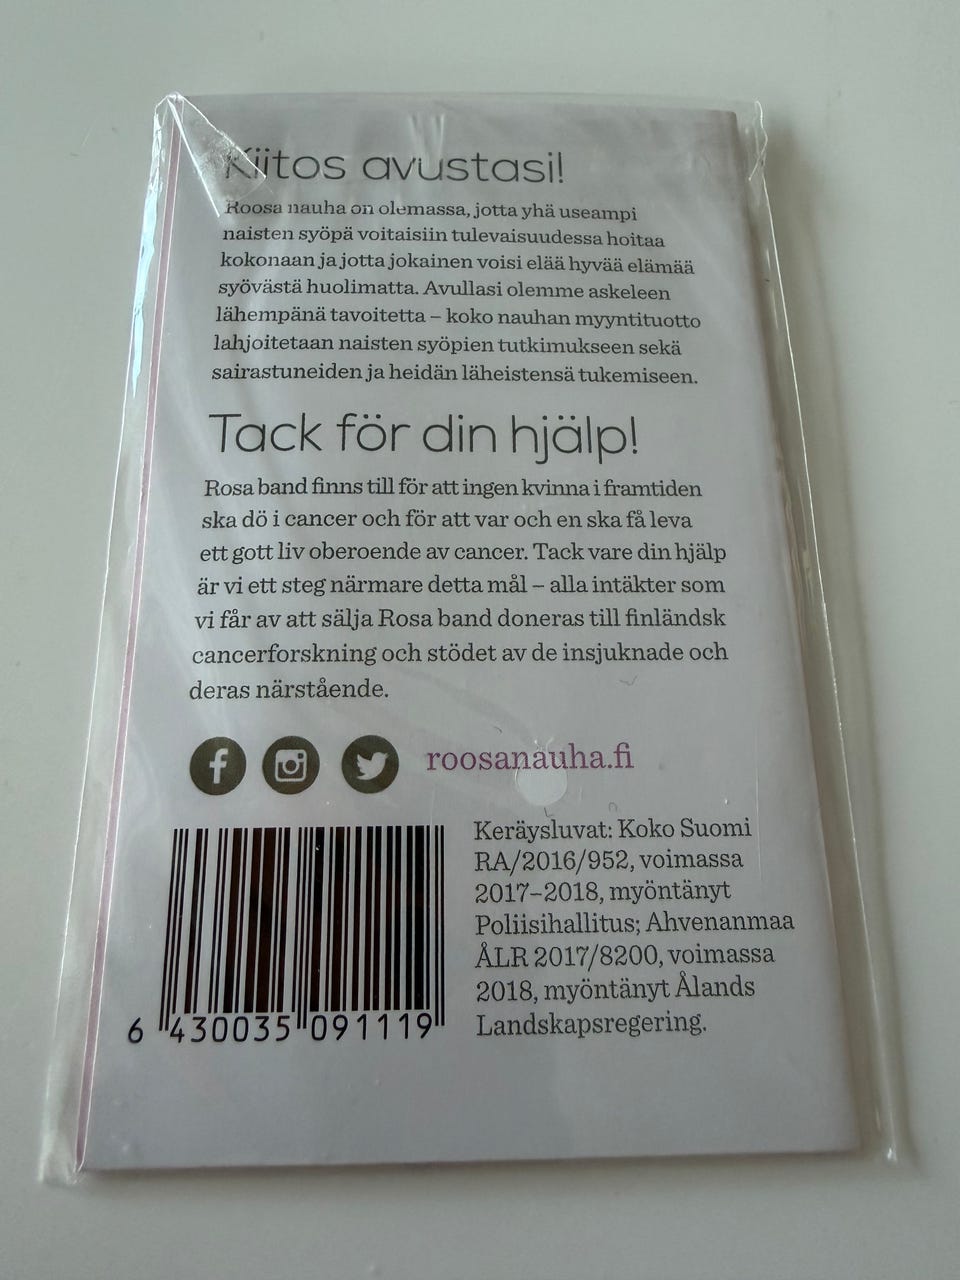 Kiitos avustasi!
Roosa nauha on olemassa, jotta yhä useampi
naisten syöpä voitaisiin tulevaisuudessa hoitaa
kokonaan ja jotta jokainen voisi elää hyvää elämää
syövästä huolimatta. Avullasi olemme askeleen
lähempänä tavoitetta – koko nauhan myyntituotto
lahjoitetaan naisten syöpien tutkimukseen sekä
sairastuneiden ja heidän läheistensä tukemiseen.
Tack för din hjälp!
Rosa band finns till för att ingen kvinna i framtiden
ska dö i cancer och för att var och en ska få leva
ett gott liv oberoende av cancer. Tack vare din hjälp
är vi ett steg närmare detta mål – alla intäkter som
vi får av att sälja Rosa band doneras till finländsk
cancerforskning och stödet av de insjuknade och
deras närstående.
roosanauha.fi
Keräysluvat: Koko Suomi
RA/2016/952, voimassa
2017–2018, myöntänyt
Poliisihallitus; Ahvenanmaa
ÅLR 2017/8200, voimassa
2018, myöntänyt Ålands
Landskapsregering.
6 430035 091119